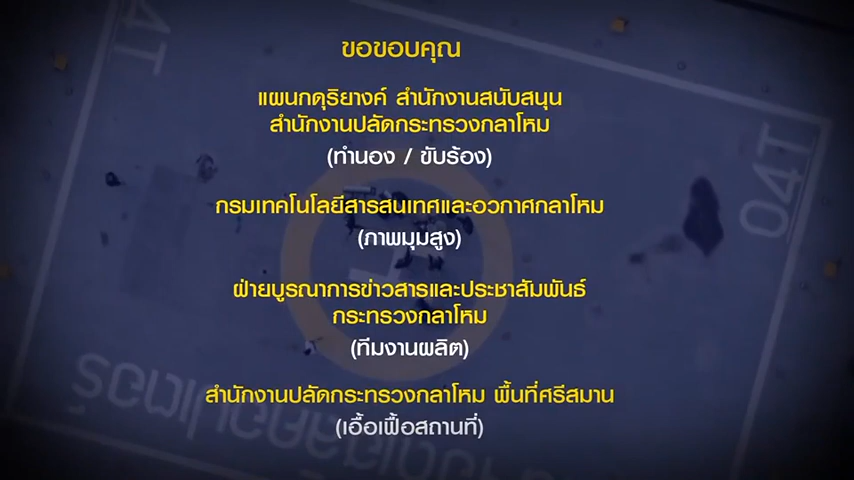 ขอขอบคุณ
แผนกดุริยางค์ สำนักงานสนับสนุน
สำนักงานปลัดกระทรวงกลาโหม
(ทำนอง / ขับร้อง)
กรมเทคโนโลยีสารสนเทศและอวกาศกลาโหม
(ภาพมุมสูง)
ฝ่ายบูรณาการข่าวสารและประชาสัมพันธ์
กระทรวงกลาโหม
(ทีมงานผลิต)
สำนักงานปลัดกระทรวงกลาโหม พื้นที่ศรีสมาน
(เอื้อเฟื้อสถานที่)
04T
4T
H